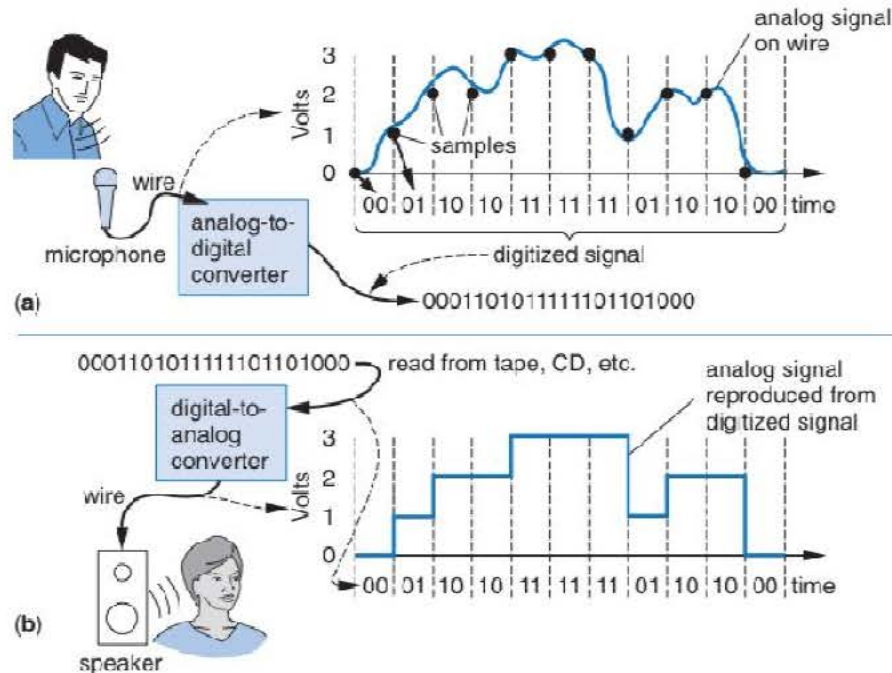 analog signal
on wire
3
2
1
0
Volts
samples
wire
00 01 10 10 11 11 11 01 10 10 00 time
microphone
analog-to-
digital
converter
digitized signal
(a)
0001101011111101101000
0001101011111101101000
read from tape, CD, etc.
analog signal
reproduced from
digitized signal
digital-to-
analog
converter
3
2
1
0
Volts
wire
00 01 10 10 11 11 11 01 10 10 00 time
(b)
speaker